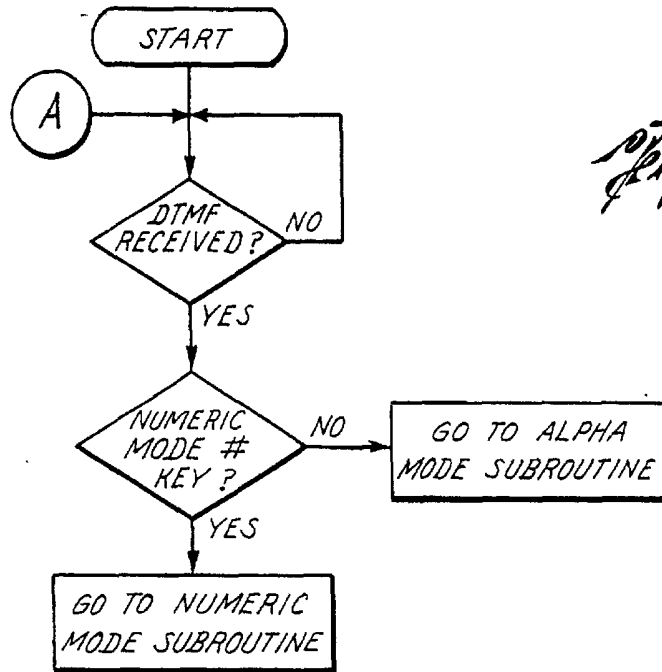 START
A
DTMF
RECEIVED?
NO
YES
NUMERIC
MODE #
KEY?
NO
GO TO ALPHA
MODE SUBROUTINE
YES
GO TO NUMERIC
MODE SUBROUTINE